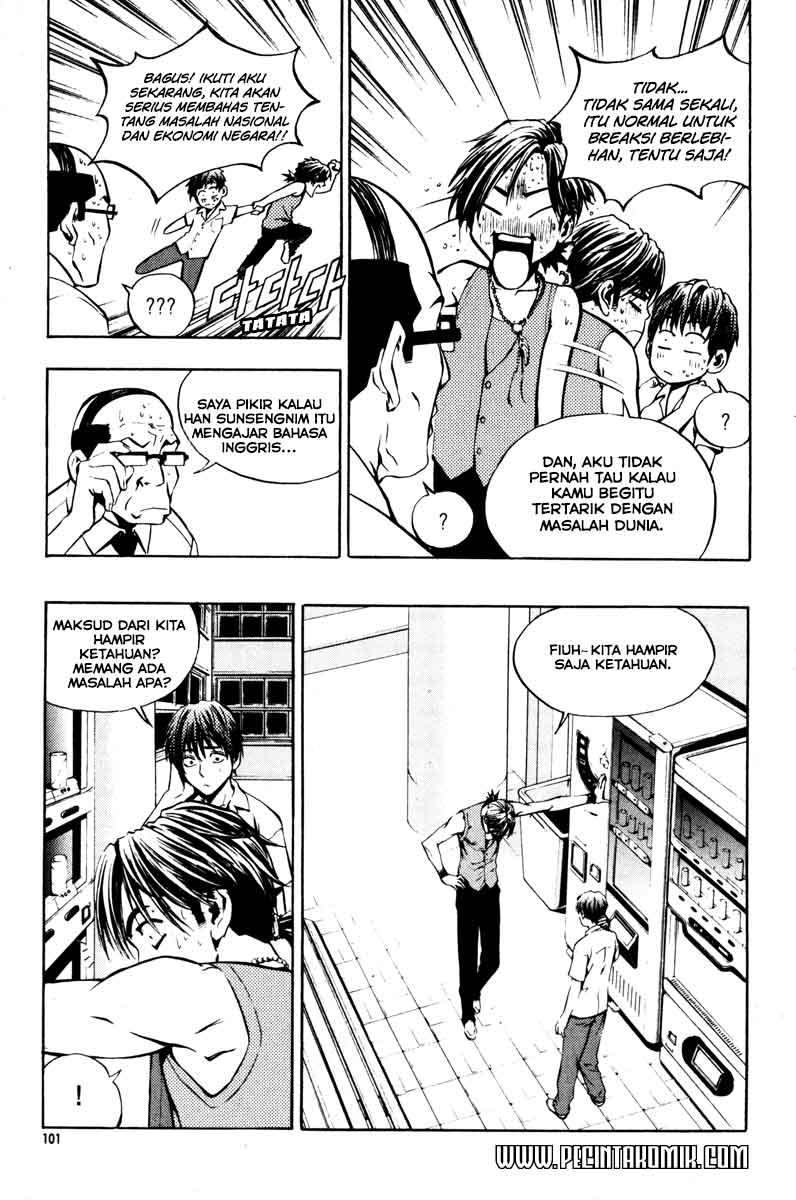 TIDAK...
TIDAK SAMA SEKALI,
ITU NORMAL UNTUK
BREAKSI BERLEBI-
HAN, TENTU SAJA!
?
DAN, AKU TIDAK
PERNAH TAU KALAU
KAMU BEGITU
TERTARIK DENGAN
MASALAH DUNIA.
?
BAGUS! IKUTI AKU
SEKARANG, KITA AKAN
SERIUS MEMBAHAS TEN-
TANG MASALAH NASIONAL
DAN EKONOMI NEGARA!!
???
다다다
TATATA
SAYA PIKIR KALAU
HAN SUNSENGNIM ITU
MENGAJAR BAHASA
INGGRIS...
FIUH~ KITA HAMPIR
SAJA KETAHUAN.
MAKSUD DARI KITA
HAMPIR
KETAHUAN?
MEMANG ADA
MASALAH APA?
!
101
WWW.PECINTAKOMIK.COM